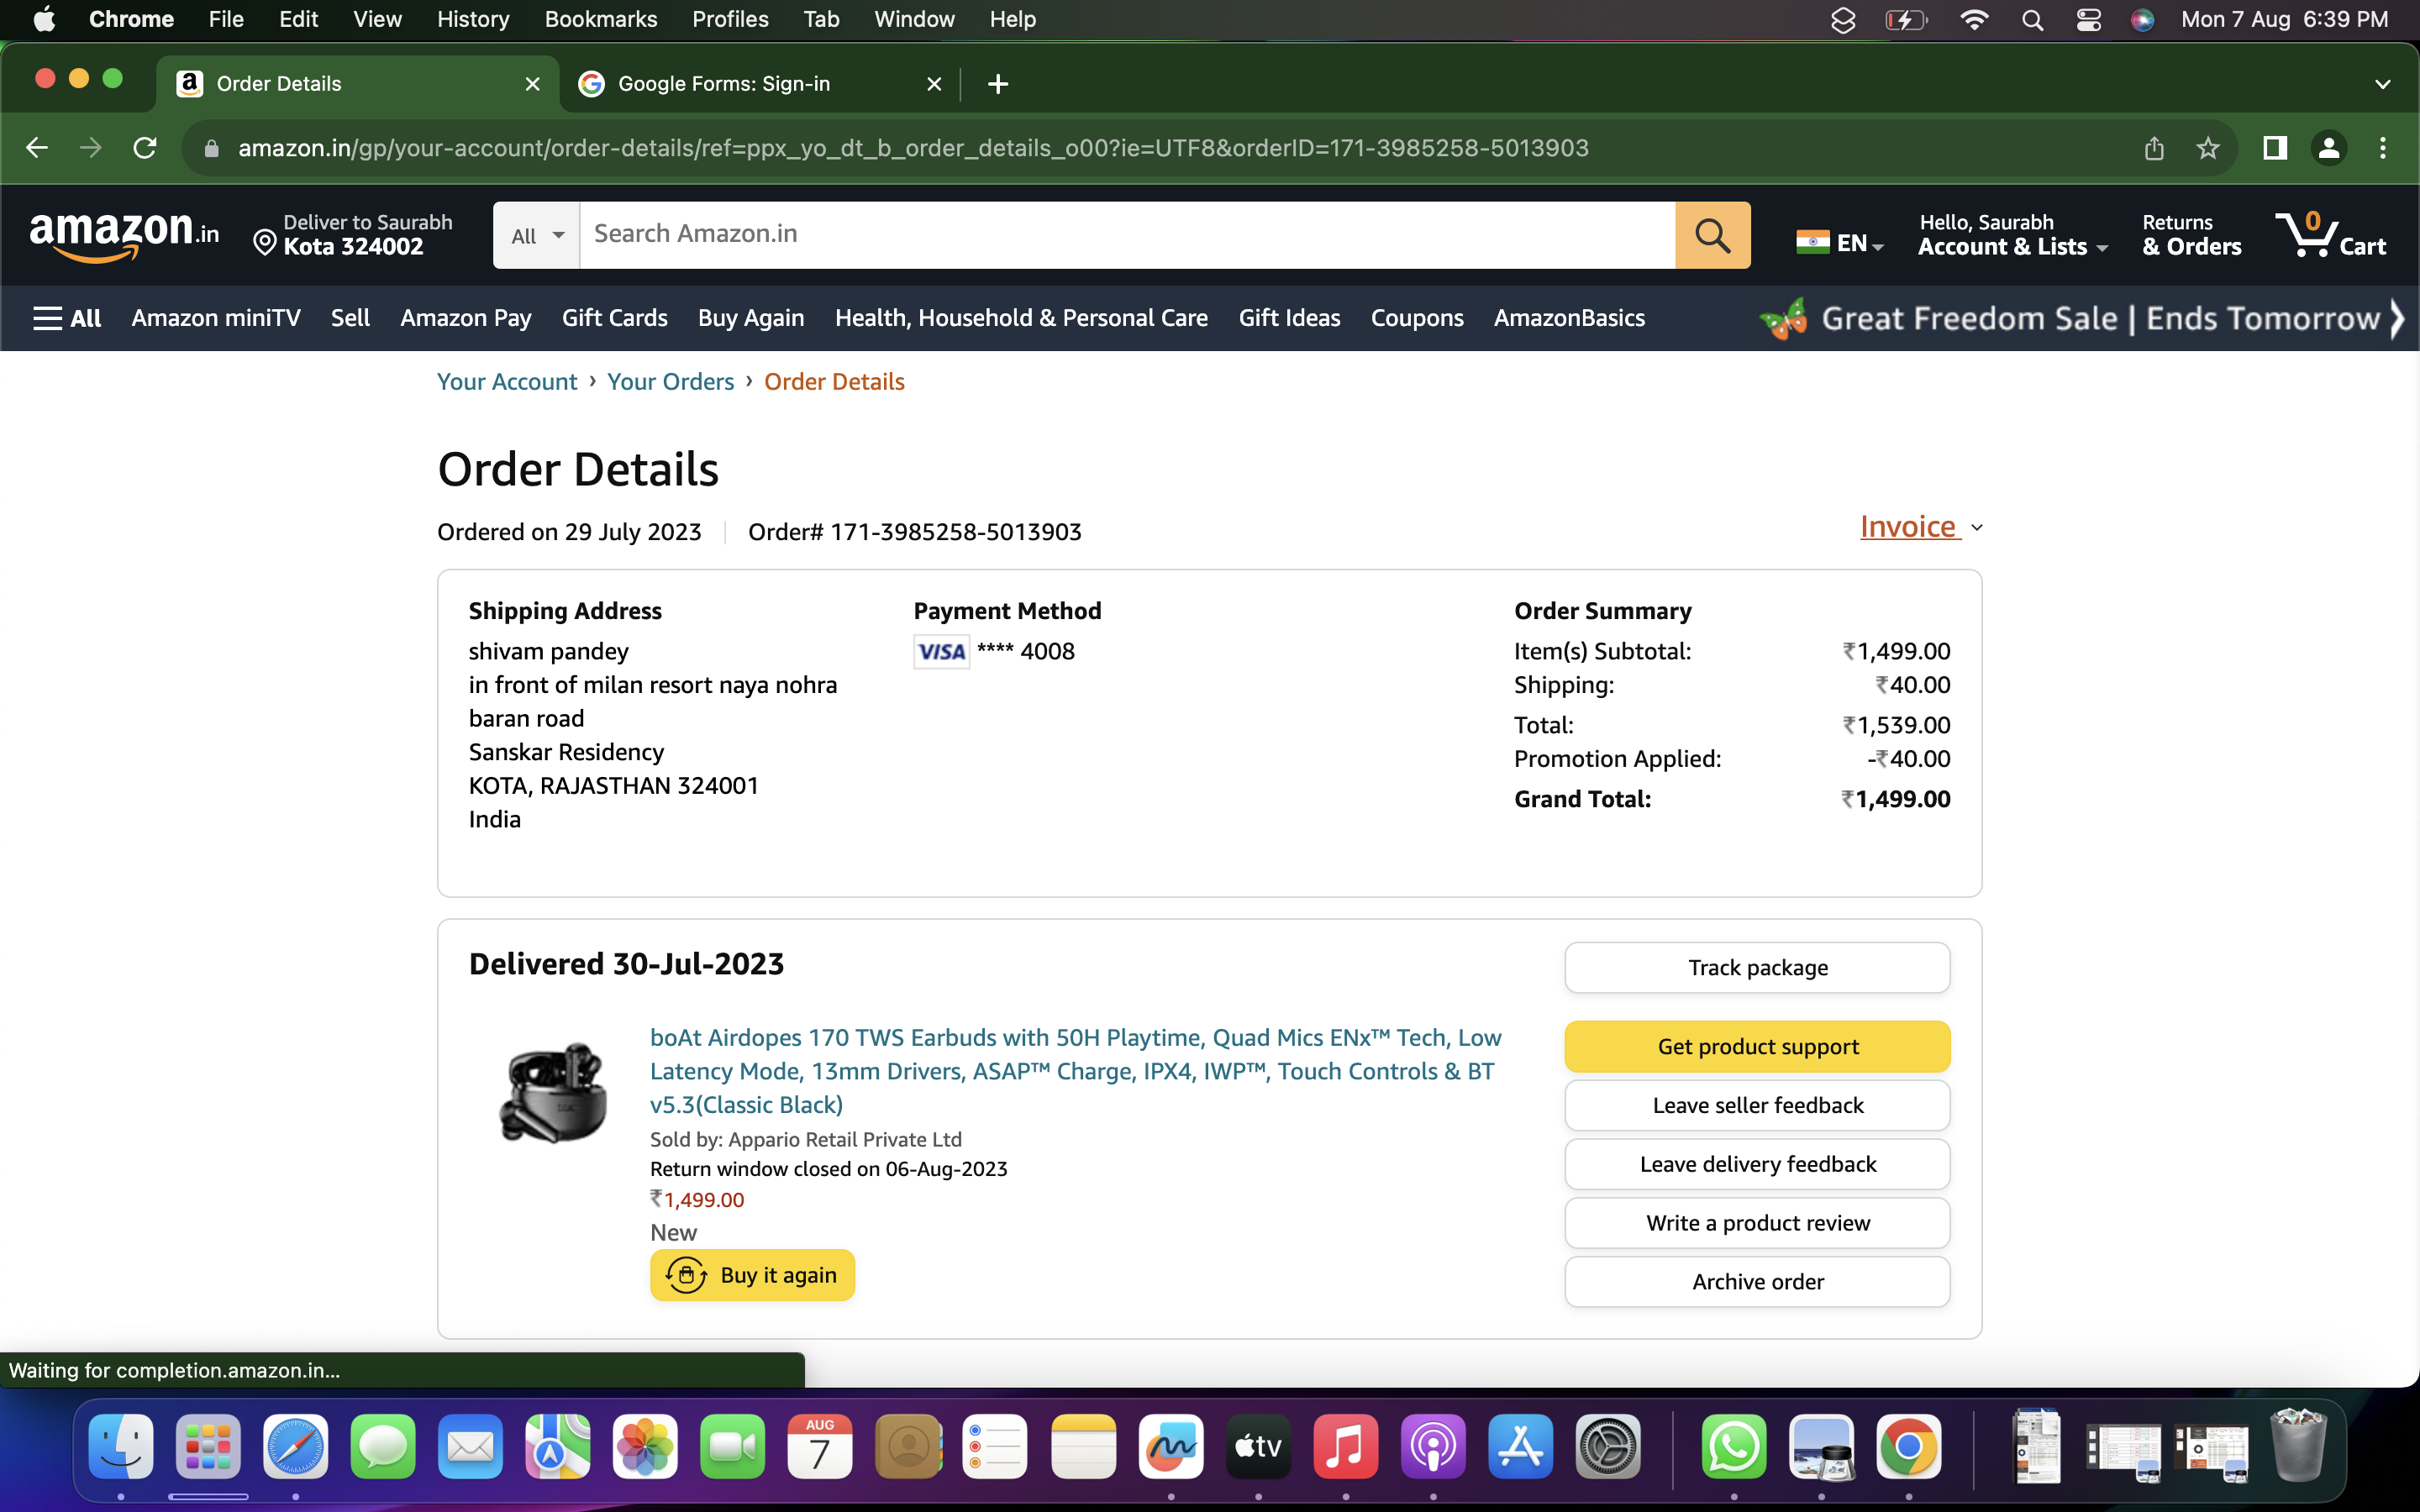 Chrome File Edit View History Bookmarks Profiles Tab Window Help Mon 7 Aug 6:39 PM
Order Details Google Forms: Sign-in
amazon.in/gp/your-account/order-details/ref=ppx_yo_dt_b_order_details_o00?ie=UTF8&orderID=171-3985258-5013903
amazon.in
Deliver to Saurabh
Kota 324002
All
Search Amazon.in
EN
Hello, Saurabh
Account & Lists
Returns
& Orders
0
Cart
All Amazon miniTV Sell Amazon Pay Gift Cards Buy Again Health, Household & Personal Care Gift Ideas Coupons AmazonBasics Great Freedom Sale | Ends Tomorrow
Your Account › Your Orders › Order Details
Order Details
Ordered on 29 July 2023 Order# 171-3985258-5013903
Invoice
Shipping Address
shivam pandey
in front of milan resort naya nohra
baran road
Sanskar Residency
KOTA, RAJASTHAN 324001
India
Payment Method
VISA **** 4008
Order Summary
Item(s) Subtotal: ₹1,499.00
Shipping: ₹40.00
Total: ₹1,539.00
Promotion Applied: -₹40.00
Grand Total: ₹1,499.00
Delivered 30-Jul-2023
boAt Airdopes 170 TWS Earbuds with 50H Playtime, Quad Mics ENx™ Tech, Low
Latency Mode, 13mm Drivers, ASAP™ Charge, IPX4, IWP™, Touch Controls & BT
v5.3(Classic Black)
Sold by: Appario Retail Private Ltd
Return window closed on 06-Aug-2023
₹1,499.00
New
Buy it again
Track package
Get product support
Leave seller feedback
Leave delivery feedback
Write a product review
Archive order
Waiting for completion.amazon.in...
AUG
7
tv